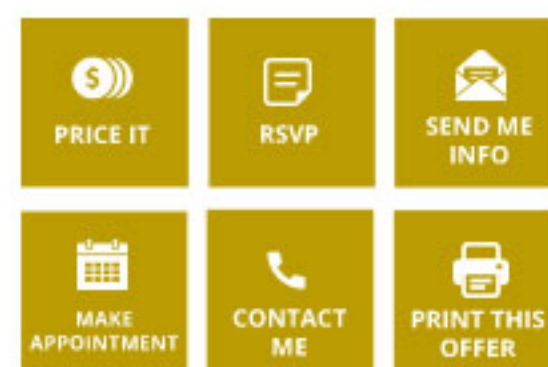 PRICE IT
RSVP
SEND ME
INFO
MAKE
APPOINTMENT
CONTACT
ME
PRINT THIS
OFFER